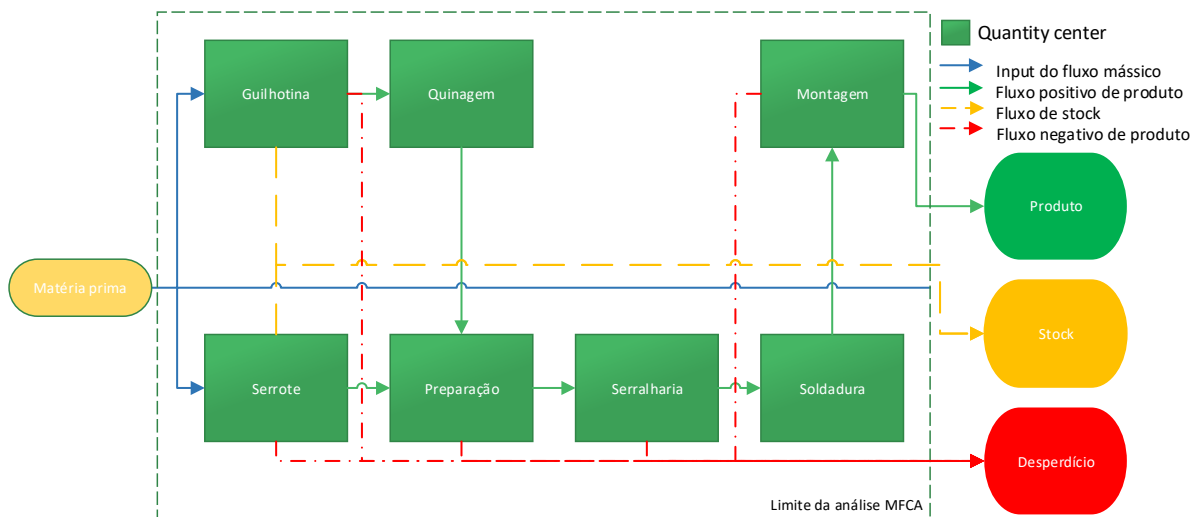 Guilhotina
Quinagem
Montagem
Quantity center
Input do fluxo mássico
Fluxo positivo de produto
Fluxo de stock
Fluxo negativo de produto
Produto
Matéria prima
Stock
Serrote
Preparação
Serralharia
Soldadura
Desperdício
Limite da análise MFCA